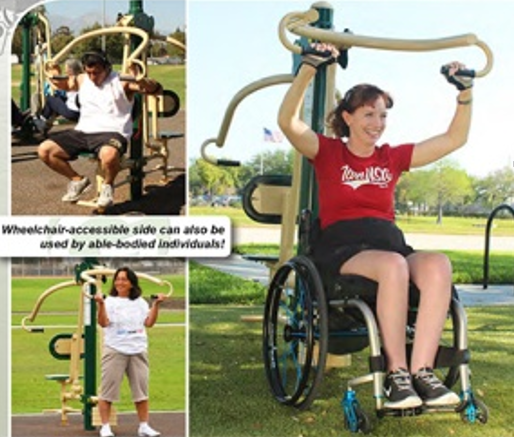 Wheelchair-accessible side can also be
used by able-bodied individuals!